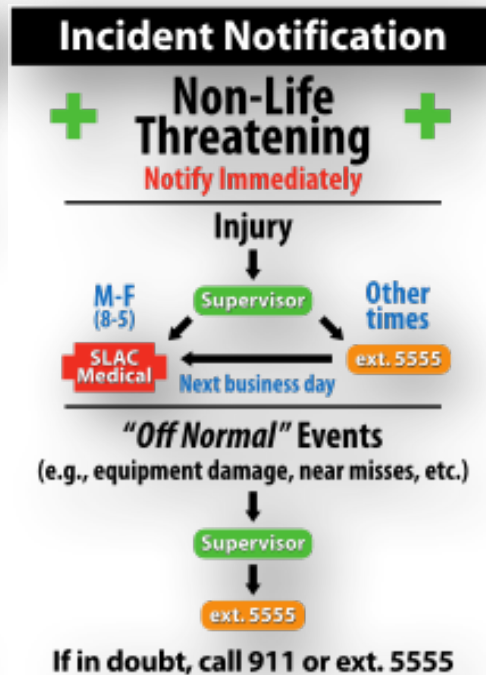 Incident Notification
Non-Life
Threatening
Notify Immediately
Injury
M-F
(8-5)
Supervisor
Other
times
SLAC
Medical
Next business day
ext. 5555
"Off Normal" Events
(e.g., equipment damage, near misses, etc.)
Supervisor
ext. 5555
If in doubt, call 911 or ext. 5555